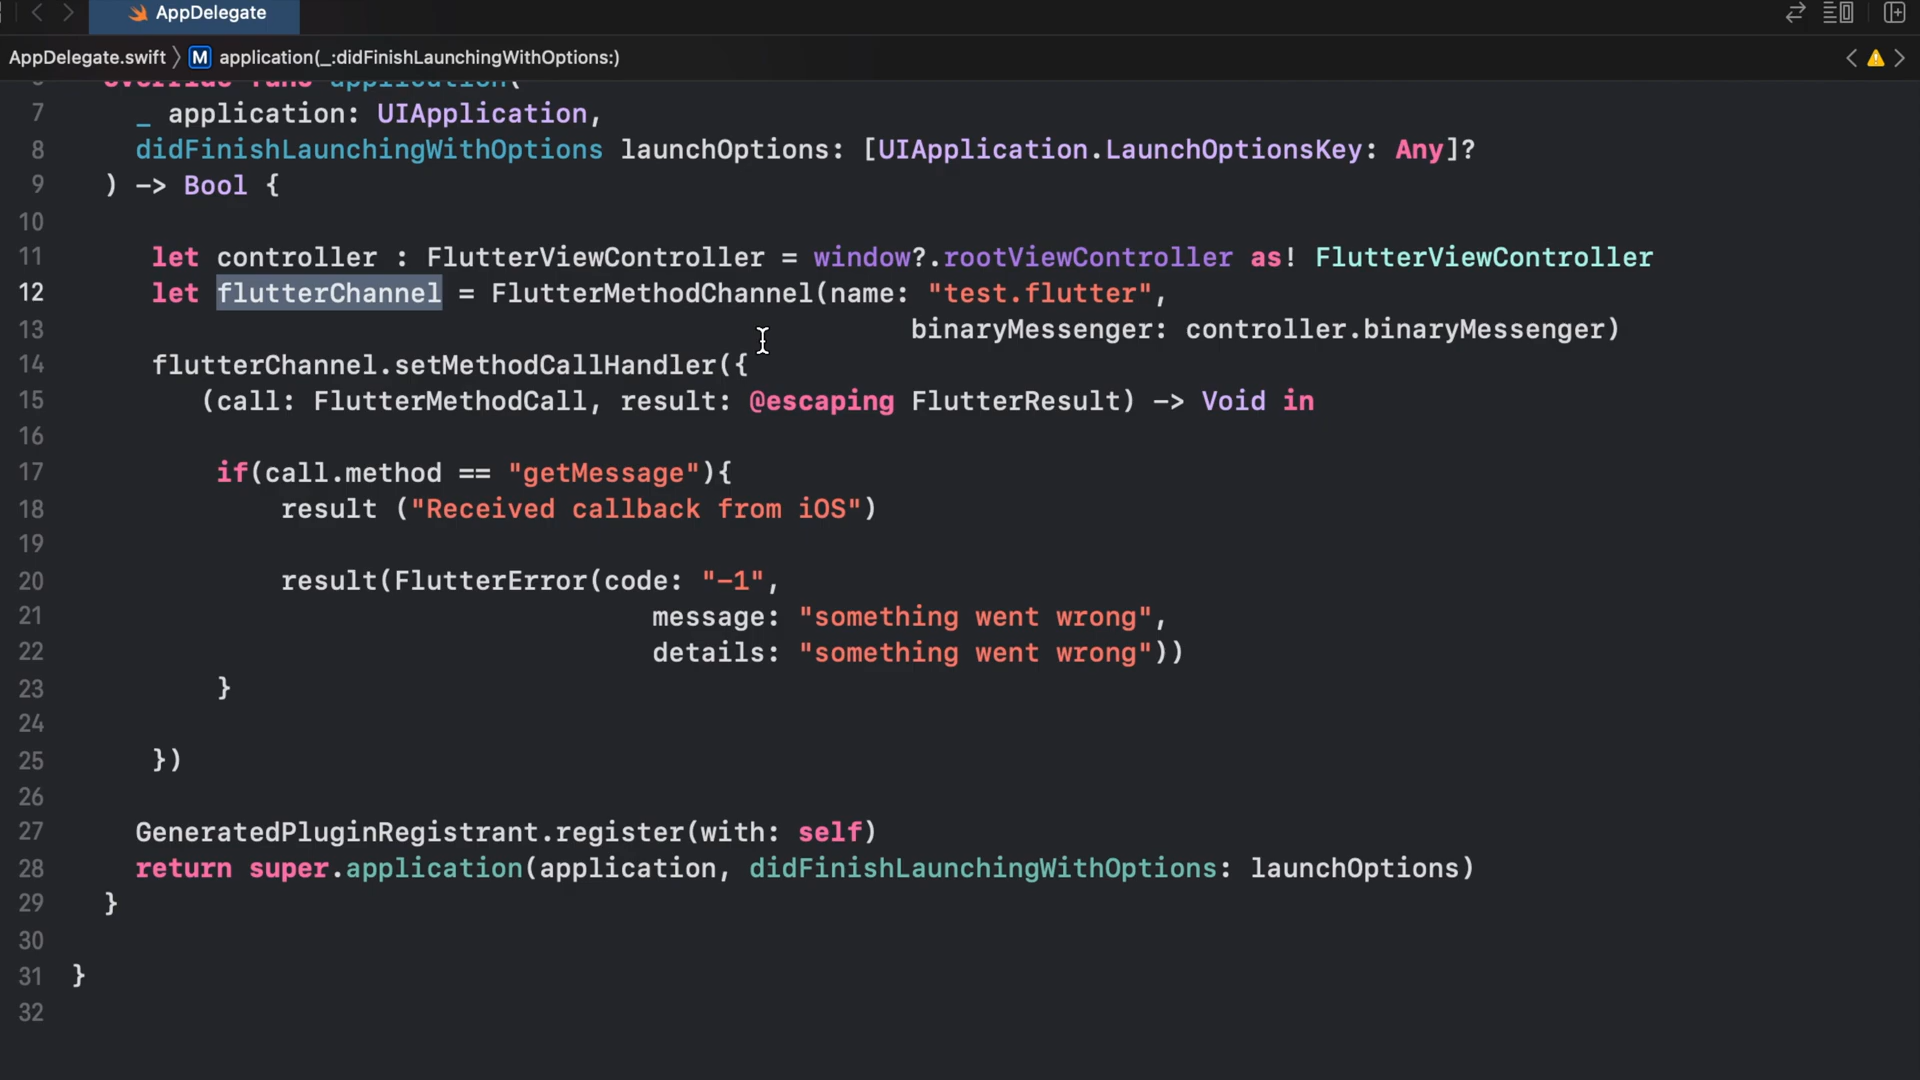 AppDelegate
AppDelegate.swift 〉 M application(_:didFinishLaunchingWithOptions:)
override func application(
7 _ application: UIApplication,
8 didFinishLaunchingWithOptions launchOptions: [UIApplication.LaunchOptionsKey: Any]?
9 ) -> Bool {
10
11 let controller : FlutterViewController = window?.rootViewController as! FlutterViewController
12 let flutterChannel = FlutterMethodChannel(name: "test.flutter",
13 binaryMessenger: controller.binaryMessenger)
14 flutterChannel.setMethodCallHandler({
15 (call: FlutterMethodCall, result: @escaping FlutterResult) -> Void in
16
17 if(call.method == "getMessage"){
18 result ("Received callback from iOS")
19
20 result(FlutterError(code: "-1",
21 message: "something went wrong",
22 details: "something went wrong"))
23 }
24
25 })
26
27 GeneratedPluginRegistrant.register(with: self)
28 return super.application(application, didFinishLaunchingWithOptions: launchOptions)
29 }
30
31 }
32